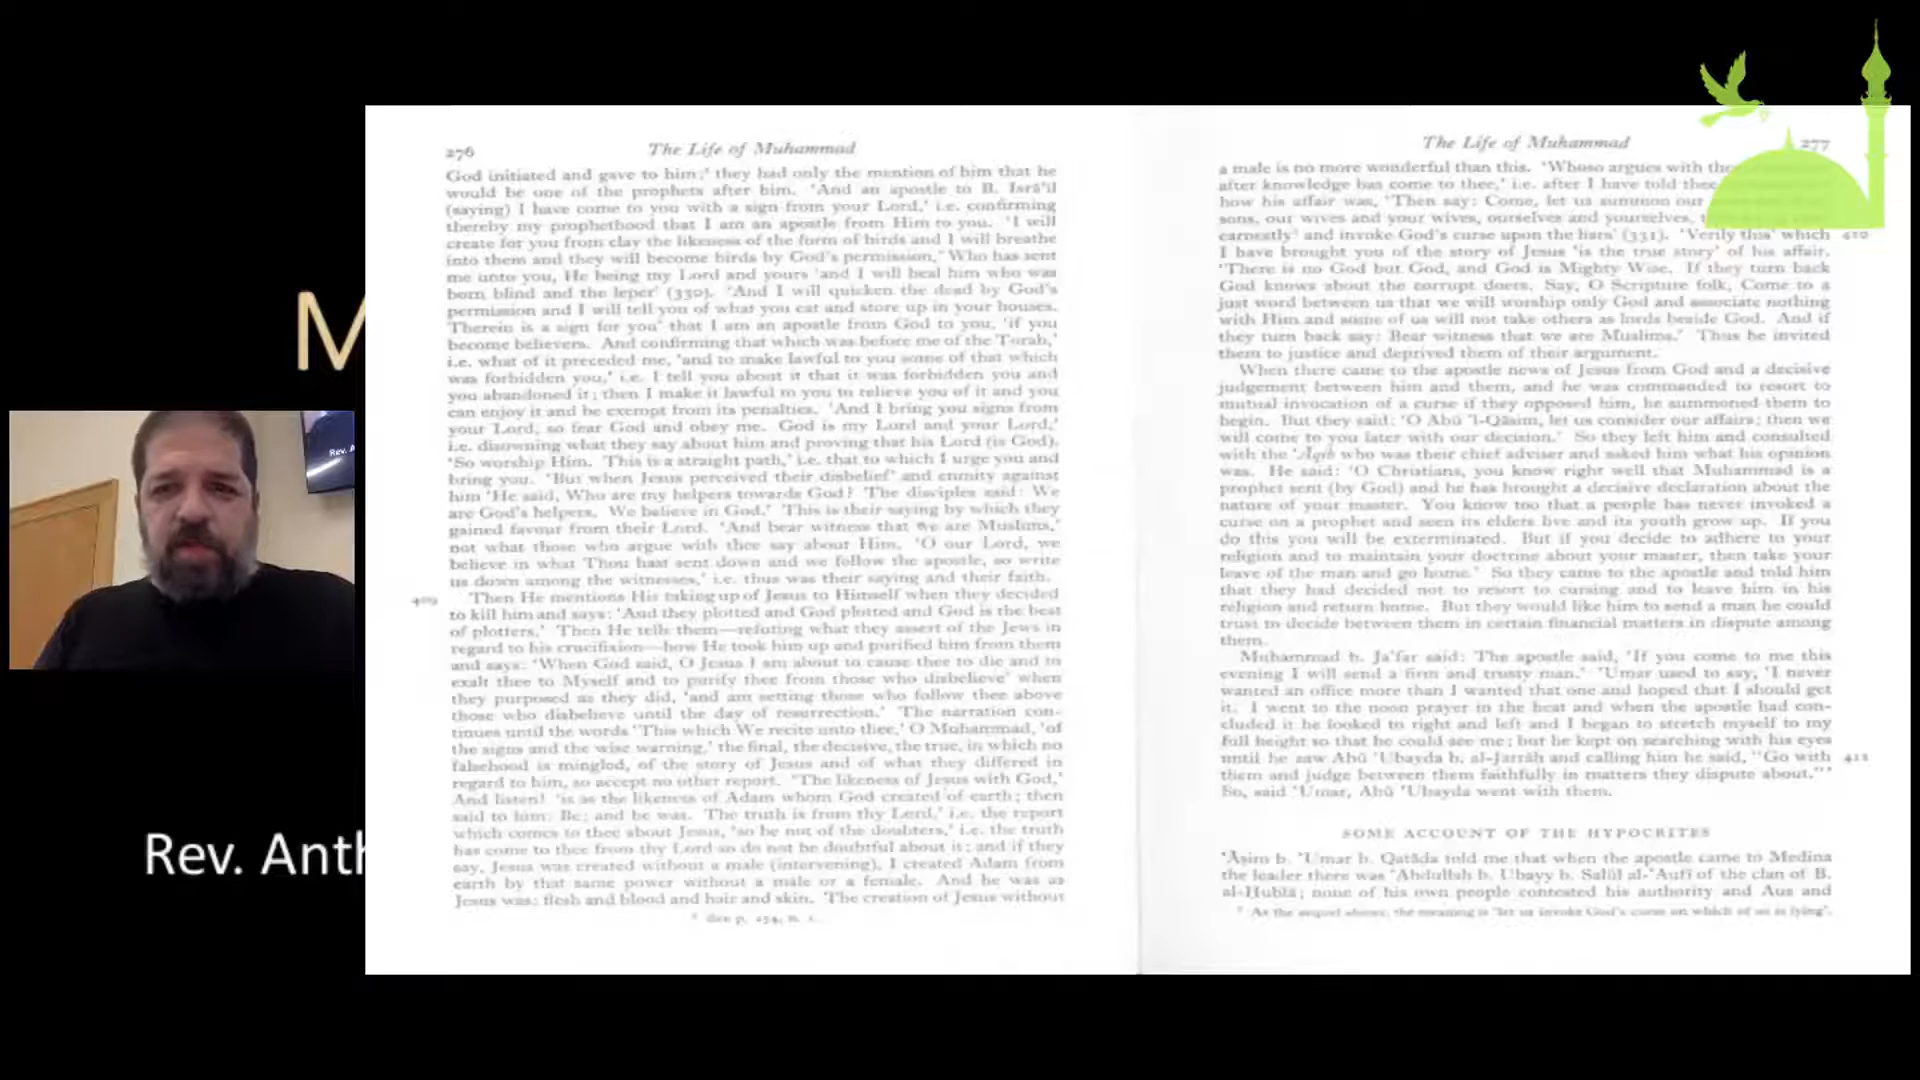 M
Rev. A
Rev. Anth
276 The Life of Muhammad
God initiated and gave to him;' they had only the mention of him that he
would be one of the prophets after him. 'And an apostle to B. Isrā'īl
(saying) I have come to you with a sign from your Lord,' i.e. confirming
thereby my prophethood that I am an apostle from Him to you. 'I will
create for you from clay the likeness of the form of birds and I will breathe
into them and they will become birds by God's permission,' Who has sent
me unto you, He being my Lord and yours 'and I will heal him who was
born blind and the leper' (330). 'And I will quicken the dead by God's
permission and I will tell you of what you eat and store up in your houses.
Therein is a sign for you' that I am an apostle from God to you, 'if you
become believers. And confirming that which was before me of the Torah,'
i.e. what of it preceded me, 'and to make lawful to you some of that which
was forbidden you,' i.e. I tell you about it that it was forbidden you and
you abandoned it; then I make it lawful to you to relieve you of it and you
can enjoy it and be exempt from its penalties. 'And I bring you signs from
your Lord, so fear God and obey me. God is my Lord and your Lord,'
i.e. disowning what they say about him and proving that his Lord (is God).
'So worship Him. This is a straight path,' i.e. that to which I urge you and
bring you. 'But when Jesus perceived their disbelief' and enmity against
him 'He said, Who are my helpers towards God? The disciples said: We
are God's helpers. We believe in God.' This is their saying by which they
gained favour from their Lord. 'And bear witness that we are Muslims,'
not what those who argue with thee say about Him. 'O our Lord, we
believe in what Thou hast sent down and we follow the apostle, so write
us down among the witnesses,' i.e. thus was their saying and their faith.
409 Then He mentions His taking up of Jesus to Himself when they decided
to kill him and says: 'And they plotted and God plotted and God is the best
of plotters.' Then He tells them—refuting what they assert of the Jews in
regard to his crucifixion—how He took him up and purified him from them
and says: 'When God said, O Jesus I am about to cause thee to die and to
exalt thee to Myself and to purify thee from those who disbelieve' when
they purposed as they did, 'and am setting those who follow thee above
those who disbelieve until the day of resurrection.' The narration con-
tinues until the words 'This which We recite unto thee,' O Muhammad, 'of
the signs and the wise warning,' the final, the decisive, the true, in which no
falsehood is mingled, of the story of Jesus and of what they differed in
regard to him, so accept no other report. 'The likeness of Jesus with God,'
And listen! 'is as the likeness of Adam whom God created of earth; then
said to him: Be; and he was. The truth is from thy Lord,' i.e. the report
which comes to thee about Jesus, 'so be not of the doubters,' i.e. the truth
has come to thee from thy Lord so do not be doubtful about it; and if they
say, Jesus was created without a male (intervening), I created Adam from
earth by that same power without a male or a female. And he was as
Jesus was: flesh and blood and hair and skin. The creation of Jesus without
The Life of Muhammad 277
a male is no more wonderful than this. 'Whoso argues with
after knowledge has come to thee,' i.e. after I have told thee
how his affair was, 'Then say: Come, let us summon our
sons, our wives and your wives, ourselves and yourselves,
earnestly¹ and invoke God's curse upon the liars' (331). 'Verily this' which 410
I have brought you of the story of Jesus 'is the true story' of his affair.
'There is no God but God, and God is Mighty Wise. If they turn back
God knows about the corrupt doers. Say, O Scripture folk, Come to a
just word between us that we will worship only God and associate nothing
with Him and some of us will not take others as lords beside God. And if
they turn back say: Bear witness that we are Muslims.' Thus he invited
them to justice and deprived them of their argument.
When there came to the apostle news of Jesus from God and a decisive
judgement between him and them, and he was commanded to resort to
mutual invocation of a curse if they opposed him, he summoned them to
begin. But they said: 'O Abū 'l-Qāsim, let us consider our affairs; then we
will come to you later with our decision.' So they left him and consulted
with the 'Āqib who was their chief adviser and asked him what his opinion
was. He said: 'O Christians, you know right well that Muhammad is a
prophet sent (by God) and he has brought a decisive declaration about the
nature of your master. You know too that a people has never invoked a
curse on a prophet and seen its elders live and its youth grow up. If you
do this you will be exterminated. But if you decide to adhere to your
religion and to maintain your doctrine about your master, then take your
leave of the man and go home.' So they came to the apostle and told him
that they had decided not to resort to cursing and to leave him in his
religion and return home. But they would like him to send a man he could
trust to decide between them in certain financial matters in dispute among
them.
Muhammad b. Ja'far said: The apostle said, 'If you come to me this
evening I will send a firm and trusty man.' 'Umar used to say, 'I never
wanted an office more than I wanted that one and hoped that I should get
it. I went to the noon prayer in the heat and when the apostle had con-
cluded it he looked to right and left and I began to stretch myself to my
full height so that he could see me; but he kept on searching with his eyes
until he saw Abū 'Ubayda b. al-Jarrāḥ and calling him he said, "Go with 411
them and judge between them faithfully in matters they dispute about."'
So, said 'Umar, Abū 'Ubayda went with them.
SOME ACCOUNT OF THE HYPOCRITES
'Āṣim b. 'Umar b. Qatāda told me that when the apostle came to Medina
the leader there was 'Abdullah b. Ubayy b. Salūl al-'Aufī of the clan of B.
al-Ḥublā; none of his own people contested his authority and Aus and
¹ As the sequel shows, the meaning is 'let us invoke God's curse on which of us is lying'.